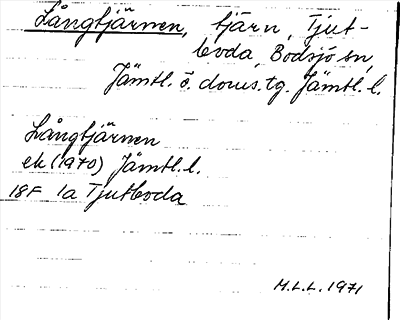 Långtjärnen, tjärn, Tjut-
boda, Bodsjö sn,
Jämtl. ö. doms. tg. Jämtl. l.
Långtjärnen
ek (1970) Jämtl. l.
18F 1a Tjutboda
M.L.L. 1971